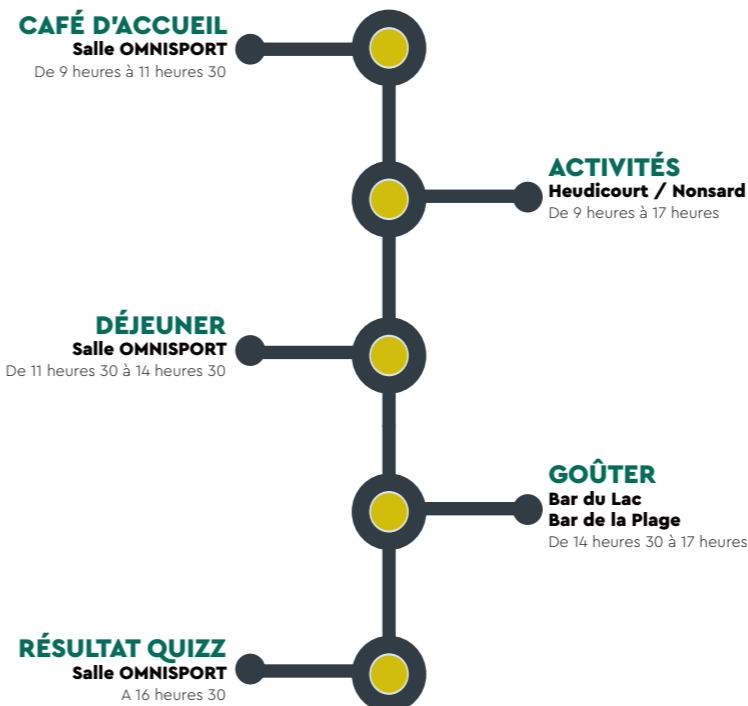 CAFÉ D'ACCUEIL
Salle OMNISPORT
De 9 heures à 11 heures 30
ACTIVITÉS
Heudicourt / Nonsard
De 9 heures à 17 heures
DÉJEUNER
Salle OMNISPORT
De 11 heures 30 à 14 heures 30
GOÛTER
Bar du Lac
Bar de la Plage
De 14 heures 30 à 17 heures
RÉSULTAT QUIZZ
Salle OMNISPORT
A 16 heures 30